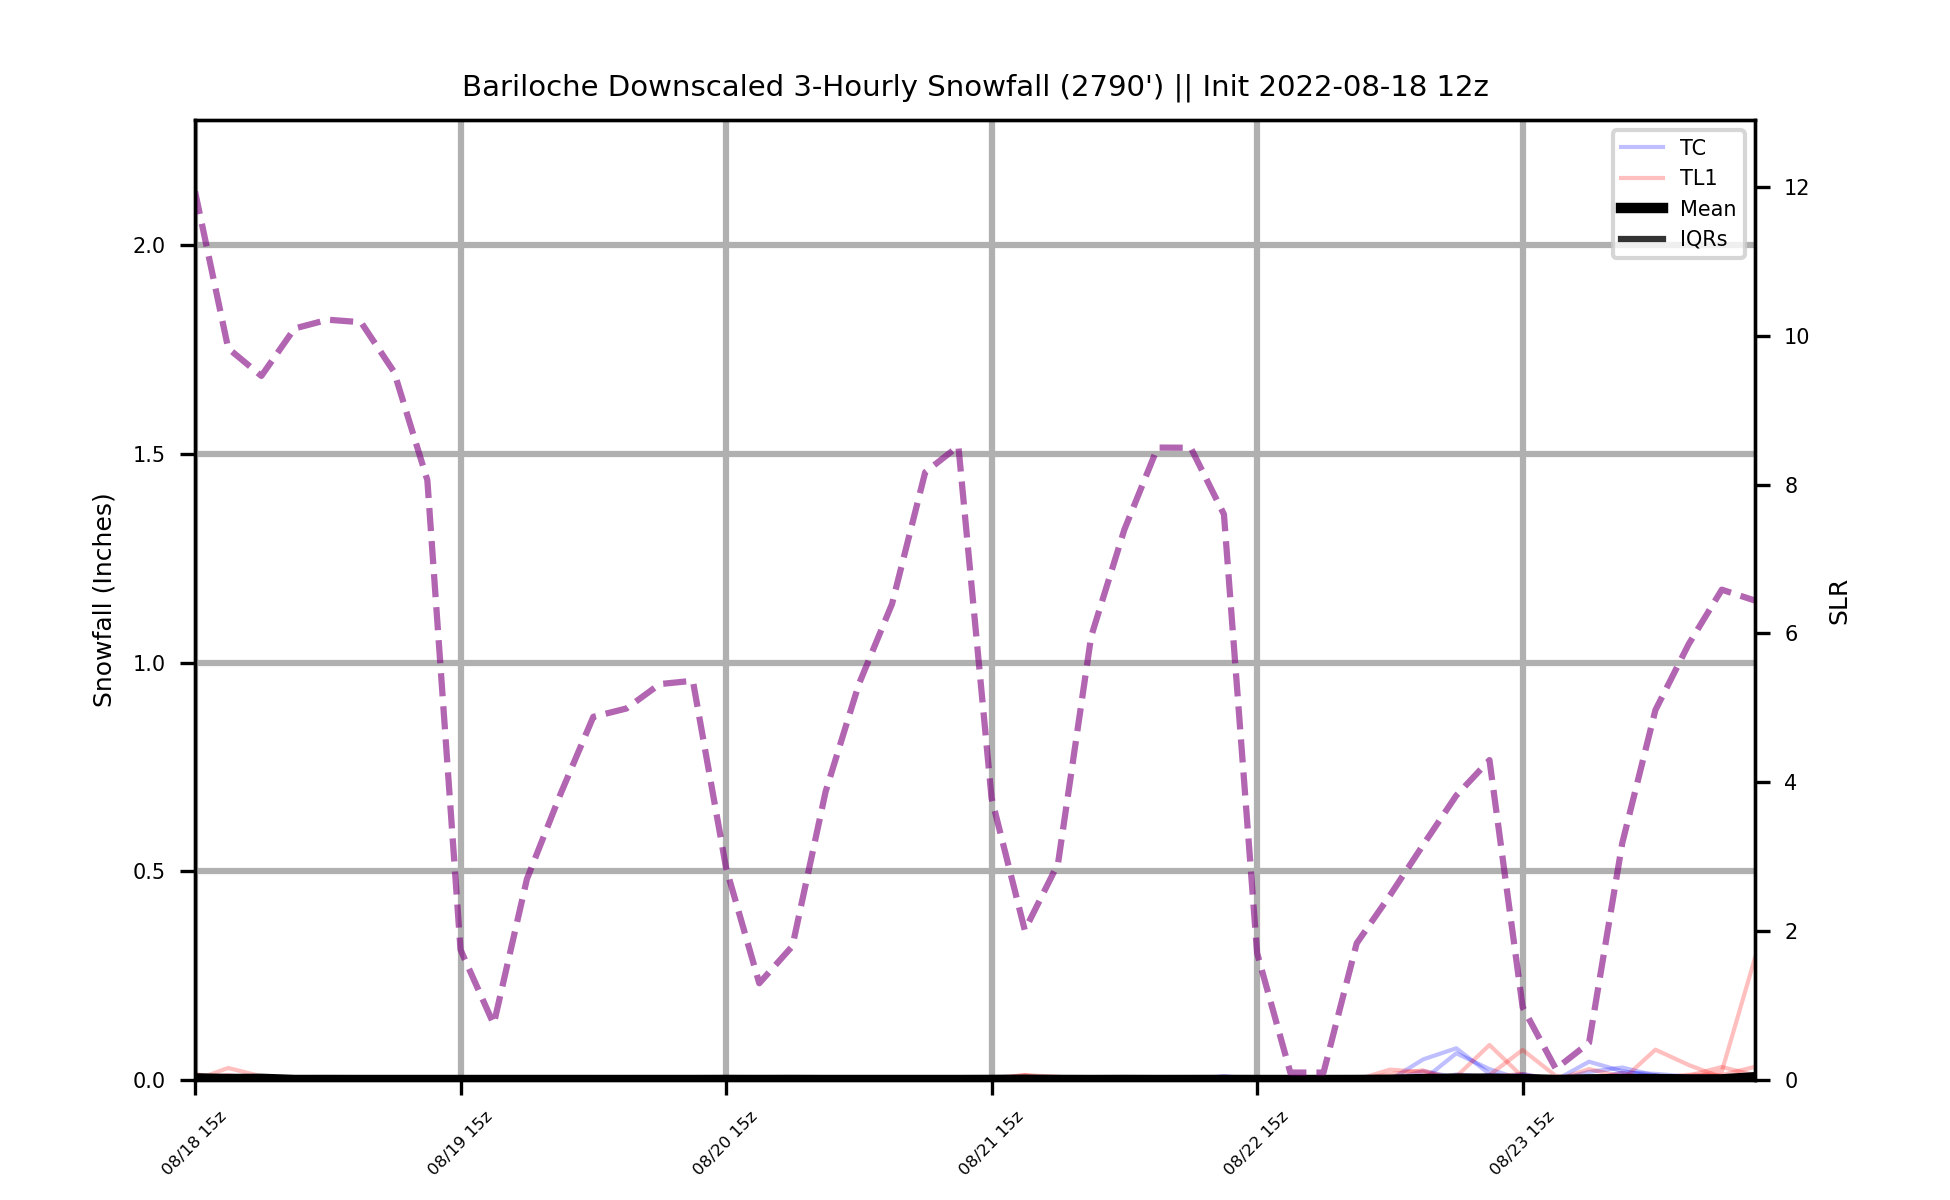 Bariloche Downscaled 3-Hourly Snowfall (2790') || Init 2022-08-18 12z
TC
TL1
Mean
IQRs
Snowfall (Inches)
2.0
1.5
1.0
0.5
0.0
12
10
8
6
4
2
0
SLR
08/18 15z
08/19 15z
08/20 15z
08/21 15z
08/22 15z
08/23 15z